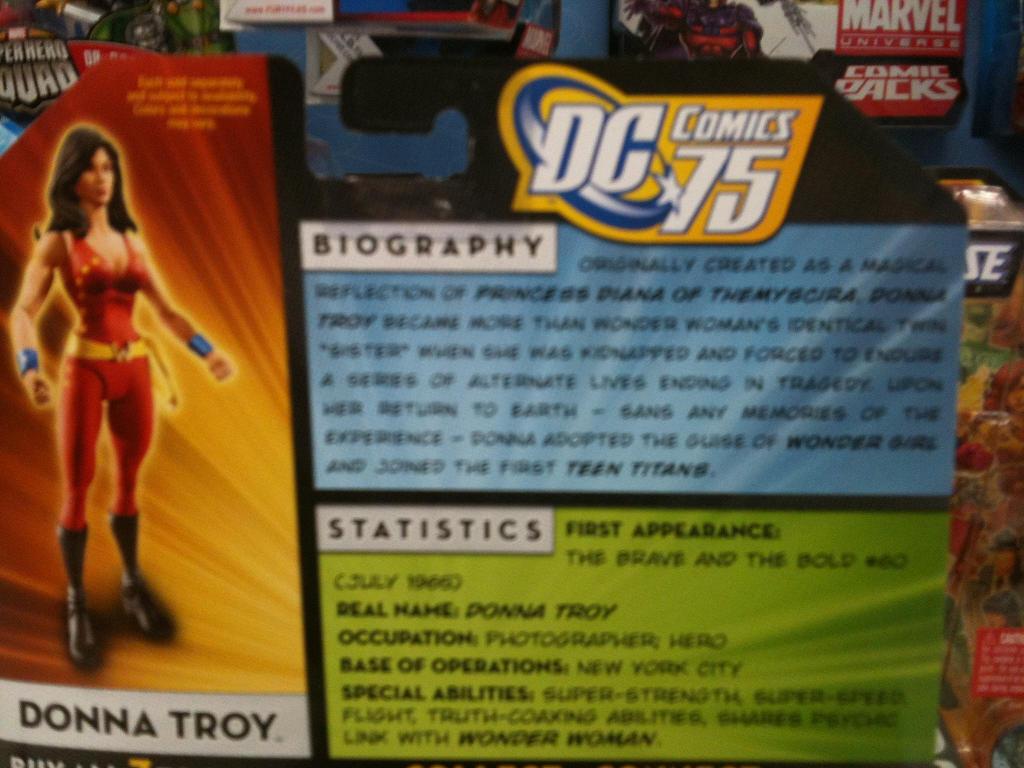 MARVEL
UNIVERSE
COMIC
PACKS
SQUAD
DC COMICS
75
SE
BIOGRAPHY
ORIGINALLY CREATED AS A MAGICAL
REFLECTION OF PRINCESS DIANA OF THEMYSCIRA, DONNA
TROY BECAME MORE THAN WONDER WOMAN'S IDENTICAL TWIN
"SISTER" WHEN SHE WAS KIDNAPPED AND FORCED TO ENDURE
A SERIES OF ALTERNATE LIVES ENDING IN TRAGEDY. UPON
HER RETURN TO EARTH – SANS ANY MEMORIES OF THE
EXPERIENCE – DONNA ADOPTED THE GUISE OF WONDER GIRL
AND JOINED THE FIRST TEEN TITANS.
STATISTICS
FIRST APPEARANCE:
THE BRAVE AND THE BOLD #60
(JULY 1965)
REAL NAME: DONNA TROY
OCCUPATION: PHOTOGRAPHER; HERO
BASE OF OPERATIONS: NEW YORK CITY
SPECIAL ABILITIES: SUPER-STRENGTH, SUPER-SPEED,
FLIGHT, TRUTH-COAXING ABILITIES, SHARES PSYCHIC
LINK WITH WONDER WOMAN.
DONNA TROY